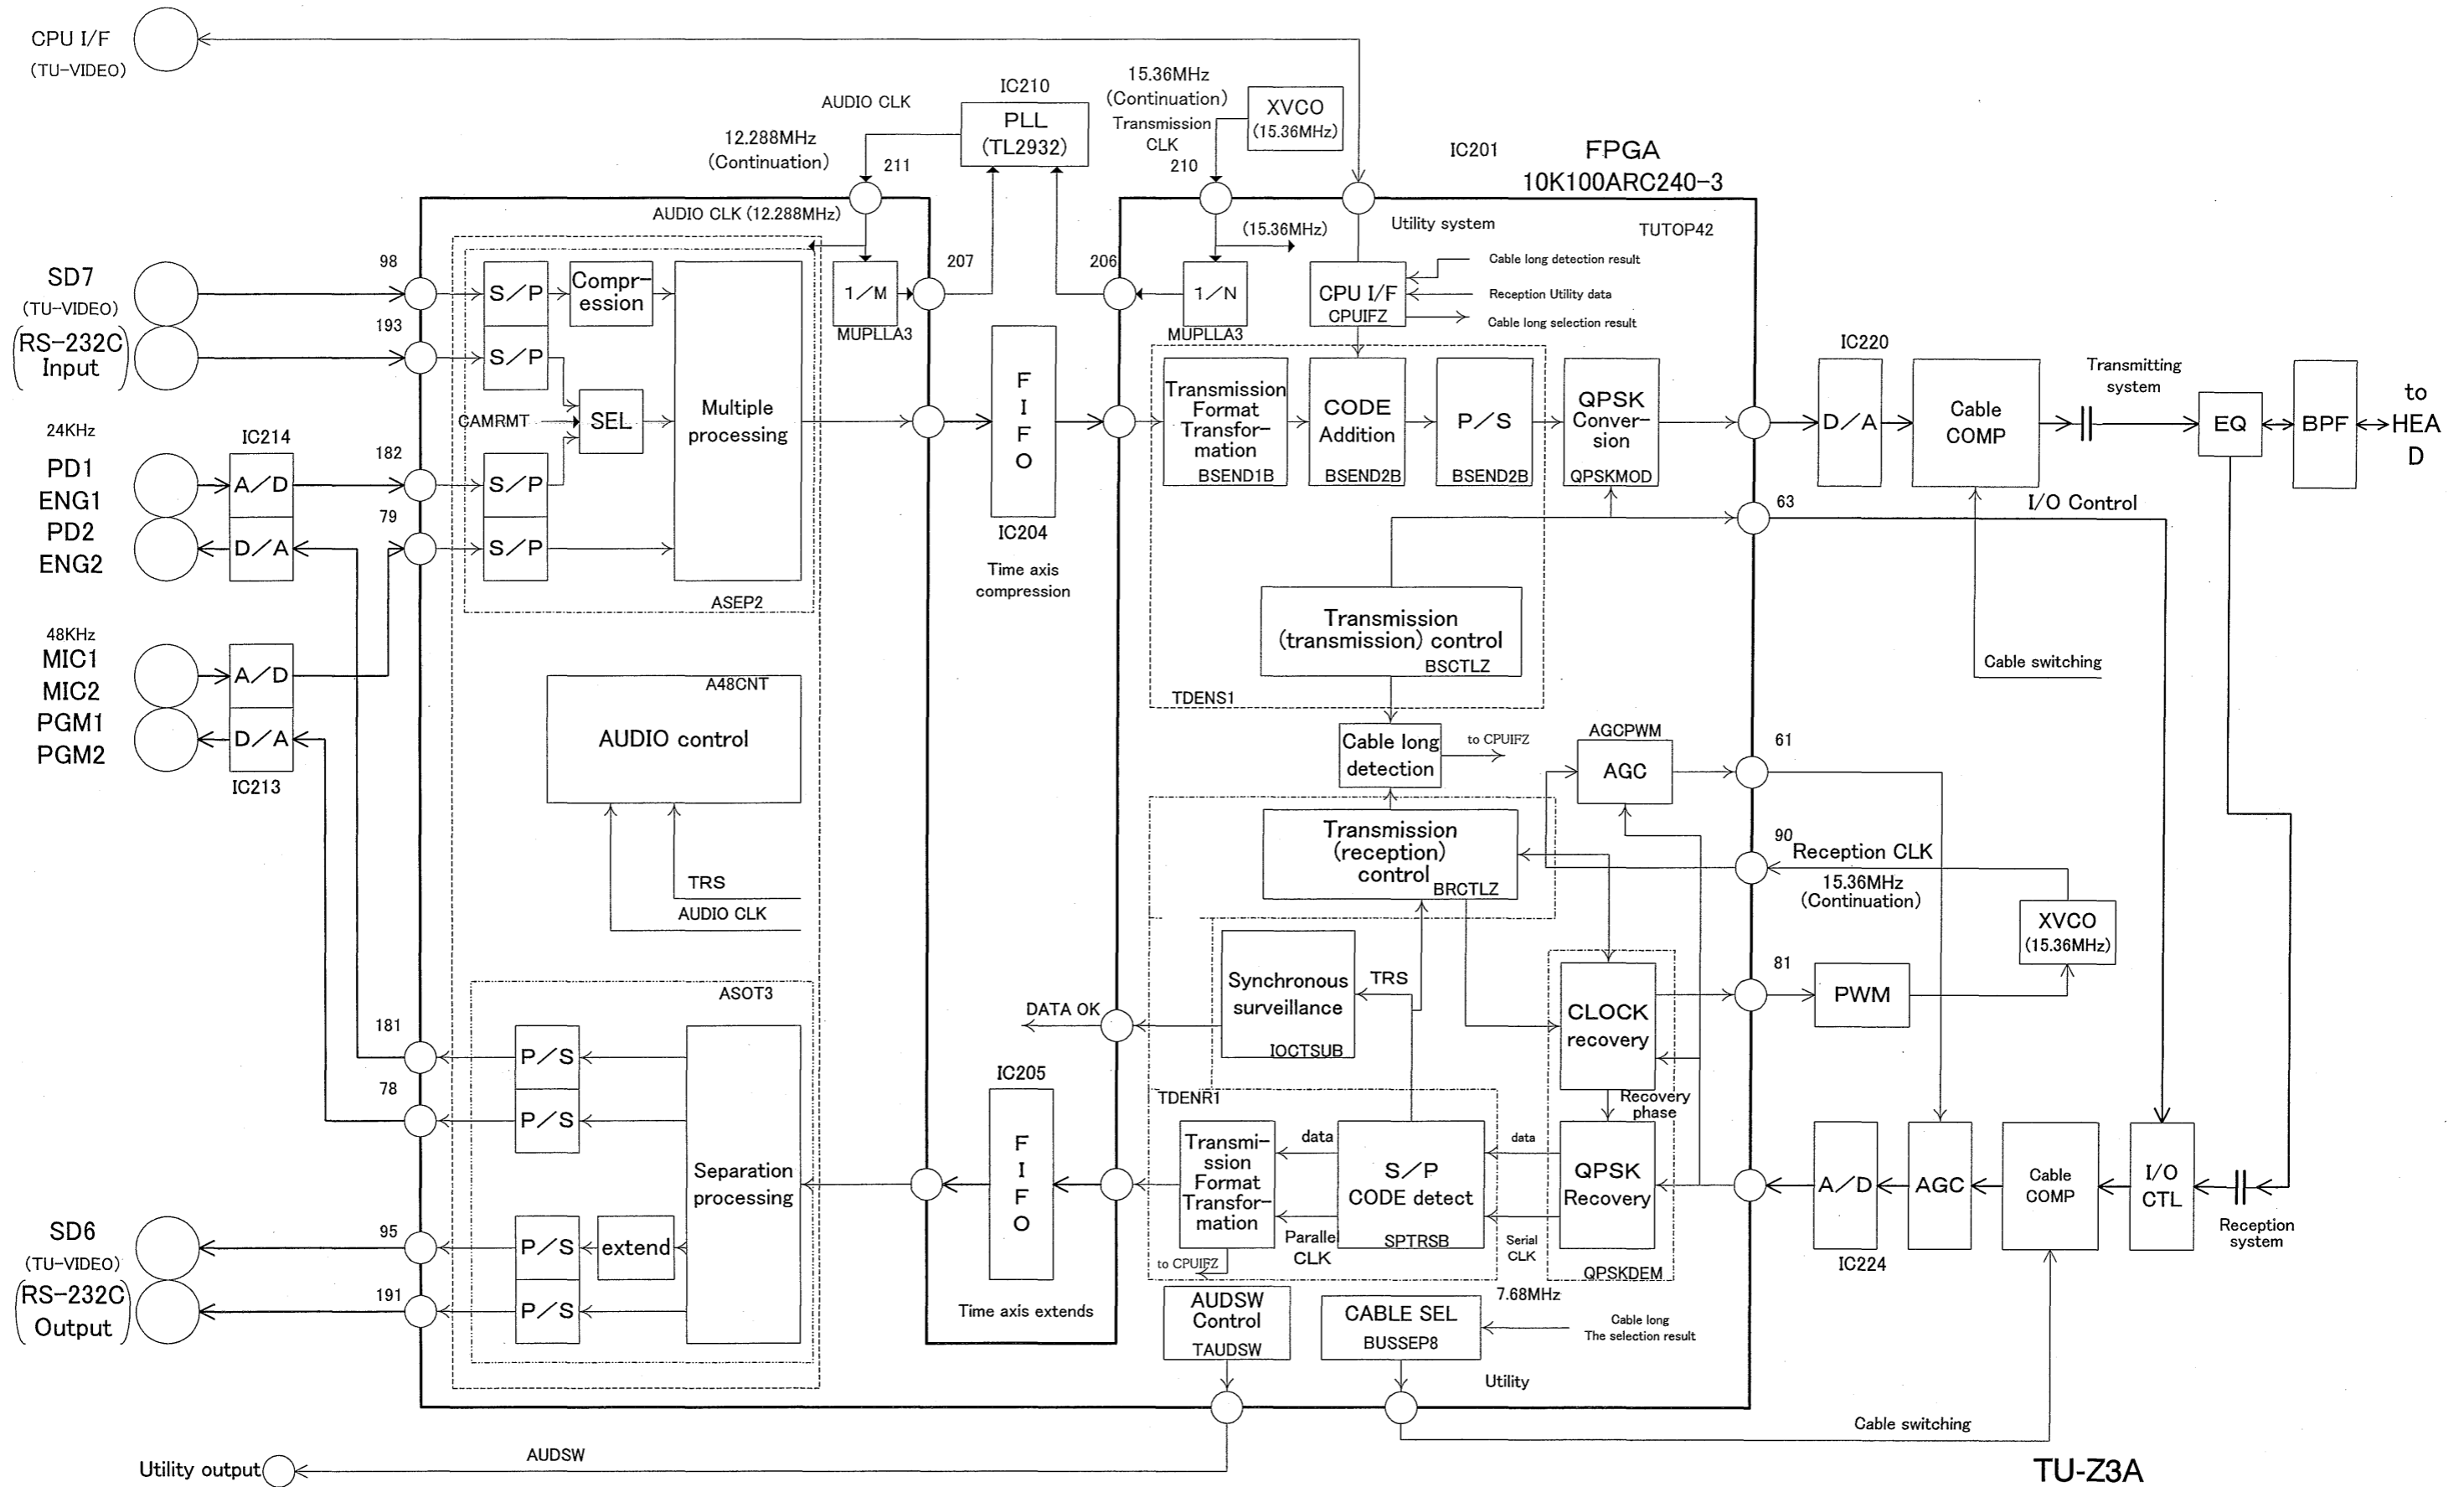 CPU I/F
(TU-VIDEO)
AUDIO CLK
IC210
PLL
(TL2932)
15.36MHz
(Continuation)
Transmission
CLK
210
XVCO
(15.36MHz)
12.288MHz
(Continuation)
211
IC201
FPGA
10K100ARC240-3
AUDIO CLK (12.288MHz)
(15.36MHz)
Utility system
TUTOP42
SD7
(TU-VIDEO)
(RS-232C
Input)
98
193
S/P
Compr-
ession
S/P
CAMRMT
SEL
Multiple
processing
1/M
MUPLLA3
207
206
1/N
MUPLLA3
CPU I/F
CPUIFZ
Cable long detection result
Reception Utility data
Cable long selection result
24KHz
PD1
ENG1
PD2
ENG2
IC214
A/D
D/A
182
79
S/P
S/P
ASEP2
FIFO
IC204
Time axis
compression
Transmission
Format
Transfor-
mation
BSEND1B
CODE
Addition
BSEND2B
P/S
BSEND2B
QPSK
Conver-
sion
QPSKMOD
IC220
D/A
Cable
COMP
Transmitting
system
EQ
BPF
to
HEA
D
63
I/O Control
Transmission
(transmission) control
BSCTLZ
TDENS1
Cable switching
48KHz
MIC1
MIC2
PGM1
PGM2
A/D
D/A
IC213
A48CNT
AUDIO control
TRS
AUDIO CLK
Cable long
detection
to CPUIFZ
AGCPWM
AGC
61
Transmission
(reception)
control
BRCTLZ
90
Reception CLK
15.36MHz
(Continuation)
XVCO
(15.36MHz)
Synchronous
surveillance
IOCTSUB
TRS
DATA OK
CLOCK
recovery
81
PWM
Recovery
phase
ASOT3
181
78
P/S
P/S
Separation
processing
IC205
FIFO
Time axis extends
TDENR1
Transmi-
ssion
Format
Transfor-
mation
data
Parallel
CLK
to CPUIFZ
S/P
CODE detect
SPTRSB
data
Serial
CLK
QPSK
Recovery
QPSKDEM
7.68MHz
A/D
IC224
AGC
Cable
COMP
I/O
CTL
Reception
system
SD6
(TU-VIDEO)
(RS-232C
Output)
95
191
P/S
extend
P/S
AUDSW
Control
TAUDSW
CABLE SEL
BUSSEP8
Cable long
The selection result
Utility
Cable switching
Utility output
AUDSW
TU-Z3A